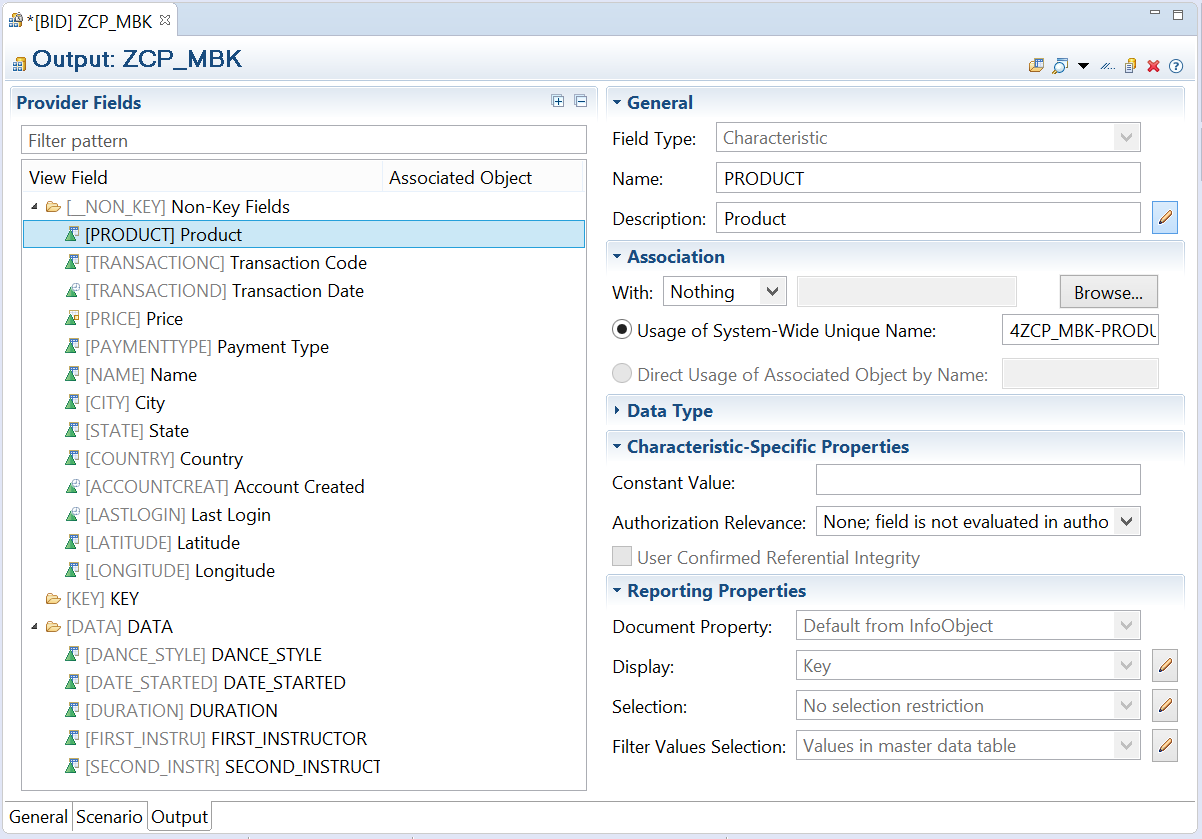 *[BID] ZCP_MBK
Output: ZCP_MBK
Provider Fields
Filter pattern
View Field Associated Object
[__NON_KEY] Non-Key Fields
[PRODUCT] Product
[TRANSACTIONC] Transaction Code
[TRANSACTIOND] Transaction Date
[PRICE] Price
[PAYMENTTYPE] Payment Type
[NAME] Name
[CITY] City
[STATE] State
[COUNTRY] Country
[ACCOUNTCREAT] Account Created
[LASTLOGIN] Last Login
[LATITUDE] Latitude
[LONGITUDE] Longitude
[KEY] KEY
[DATA] DATA
[DANCE_STYLE] DANCE_STYLE
[DATE_STARTED] DATE_STARTED
[DURATION] DURATION
[FIRST_INSTRU] FIRST_INSTRUCTOR
[SECOND_INSTR] SECOND_INSTRUCT
General
Field Type: Characteristic
Name: PRODUCT
Description: Product
Association
With: Nothing Browse...
Usage of System-Wide Unique Name: 4ZCP_MBK-PRODU
Direct Usage of Associated Object by Name:
Data Type
Characteristic-Specific Properties
Constant Value:
Authorization Relevance: None; field is not evaluated in autho
User Confirmed Referential Integrity
Reporting Properties
Document Property: Default from InfoObject
Display: Key
Selection: No selection restriction
Filter Values Selection: Values in master data table
General Scenario Output